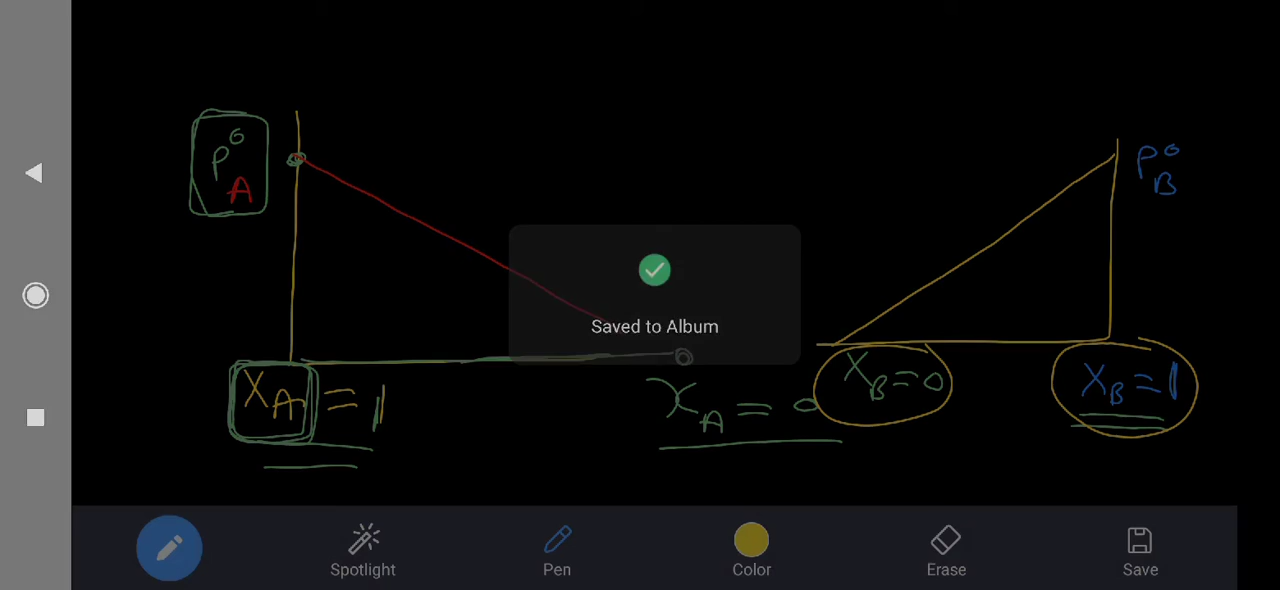 P°A
P°B
Saved to Album
XA = 1
xA = 0
XB=0
XB=1
Spotlight
Pen
Color
Erase
Save